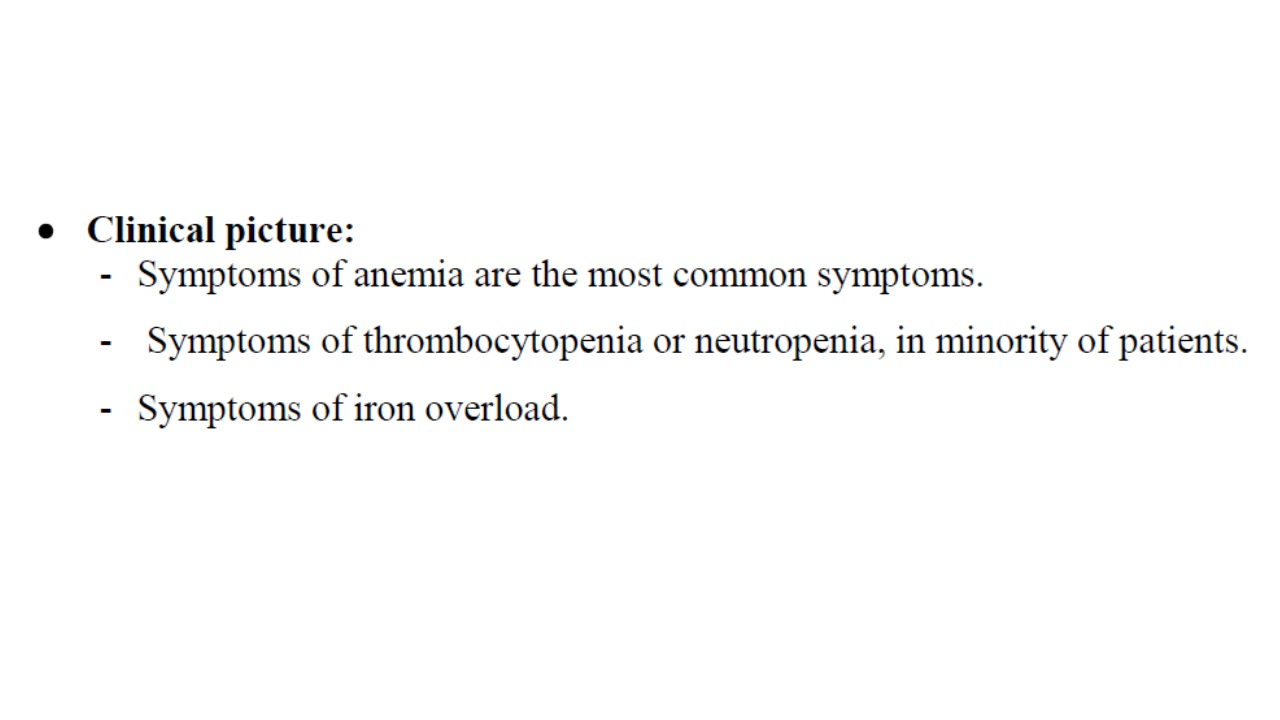 ● Clinical picture:
- Symptoms of anemia are the most common symptoms.
- Symptoms of thrombocytopenia or neutropenia, in minority of patients.
- Symptoms of iron overload.